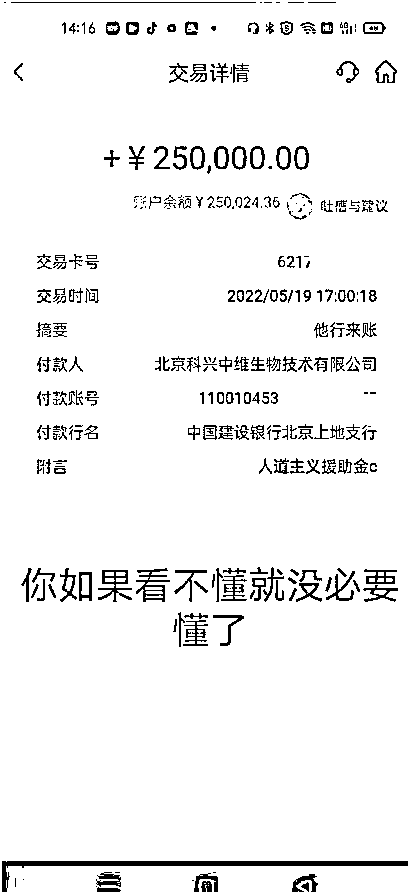 14:16
交易详情
+￥250,000.00
账户余额￥250,024.36 吐槽与建议
交易卡号 6217
交易时间 2022/05/19 17:00:18
摘要 他行来账
付款人 北京科兴中维生物技术有限公司
付款账号 110010453
付款行名 中国建设银行北京上地支行
附言 人道主义援助金c
你如果看不懂就没必要
懂了